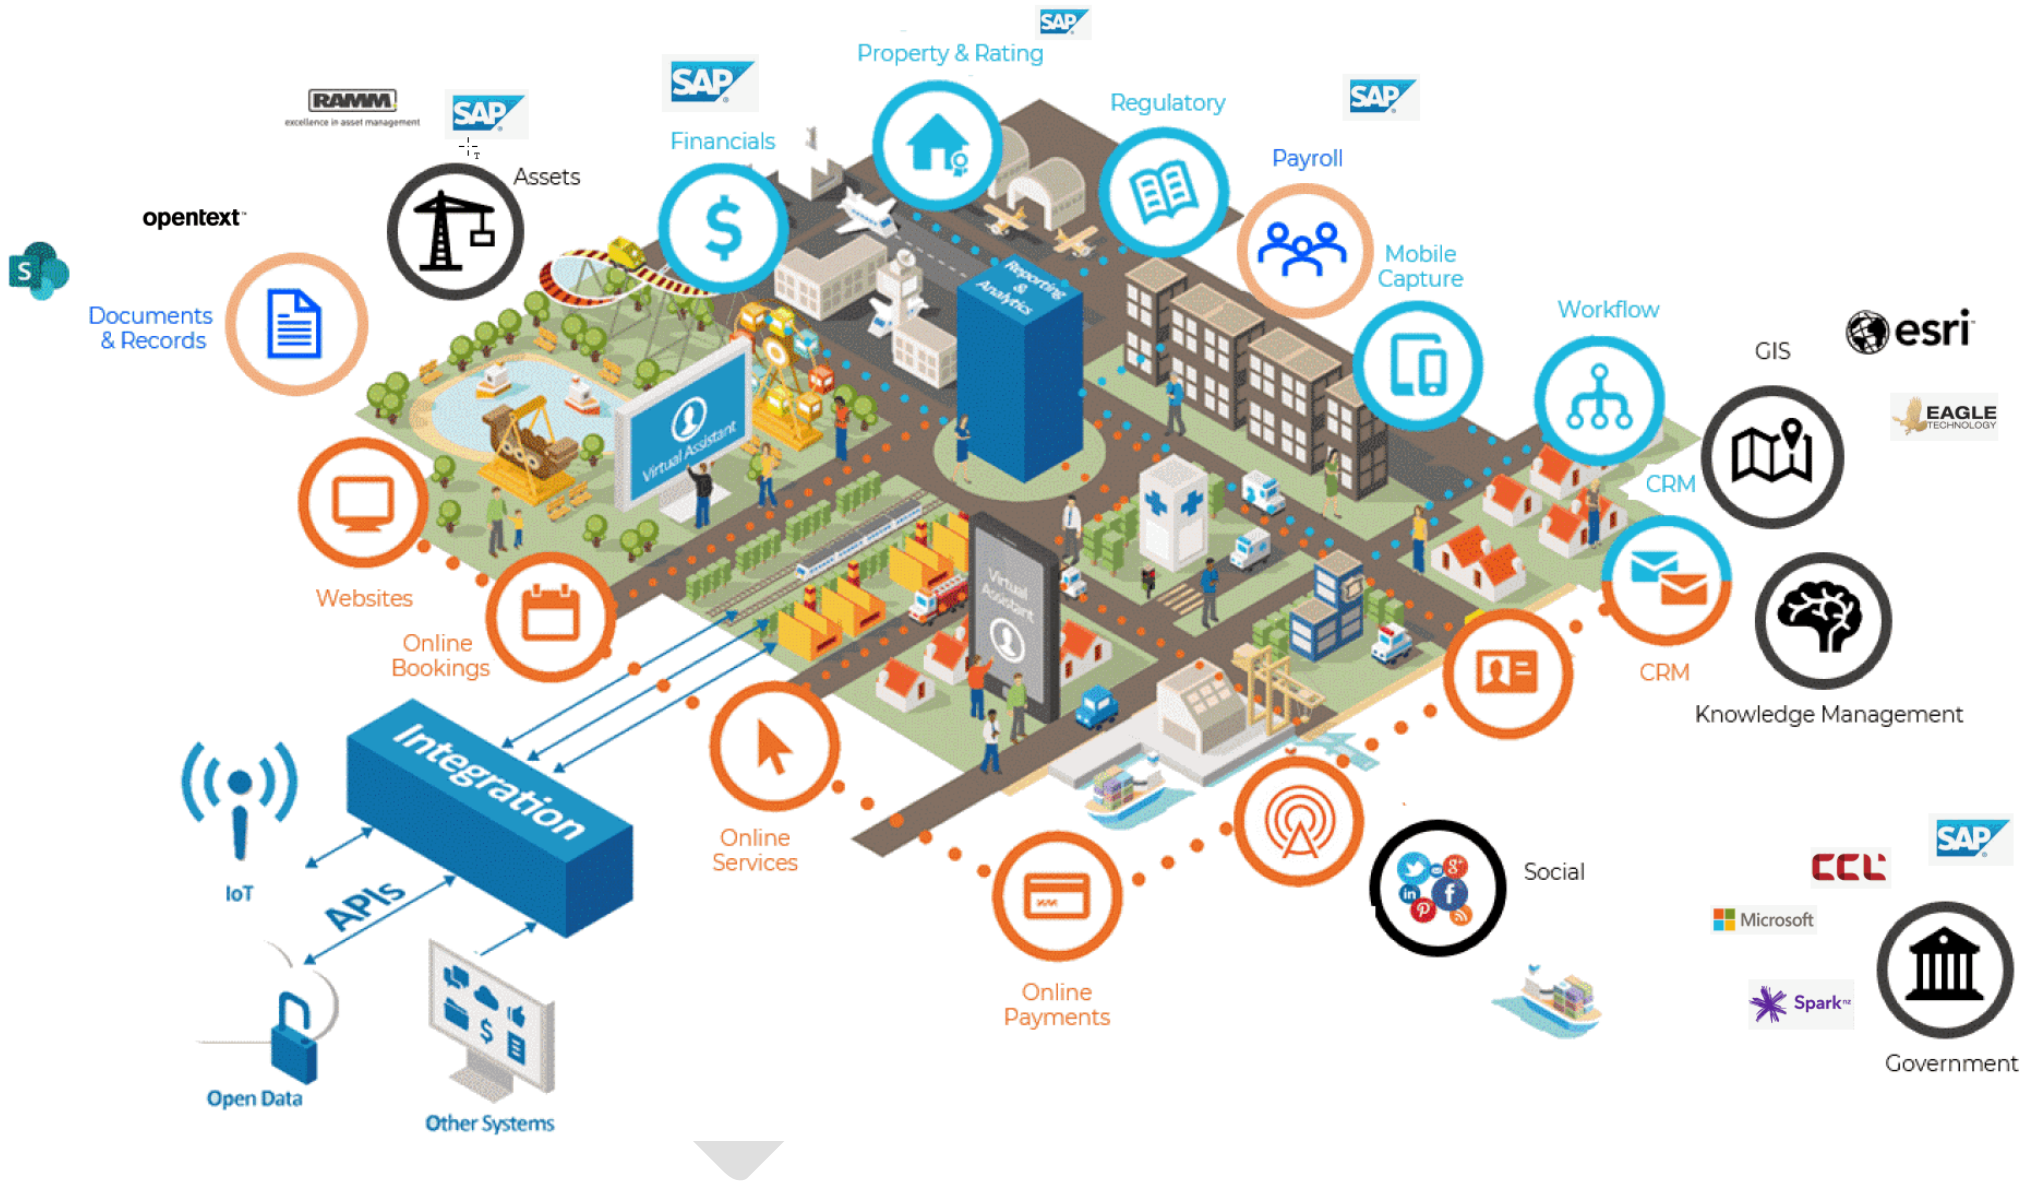 SAP
Property & Rating
SAP
Regulatory
SAP
RAMM
excellence in asset management
SAP
Financials
Payroll
Assets
opentext™
S
Documents
& Records
Mobile
Capture
Workflow
esri
GIS
EAGLE
TECHNOLOGY
Reporting
&
Analytics
Virtual Assistant
CRM
Websites
Online
Bookings
Virtual
Assistant
CRM
Knowledge Management
Integration
IoT
APIs
Online
Services
Social
SAP
CCL
Microsoft
Spark nz
Online
Payments
Government
Open Data
Other Systems